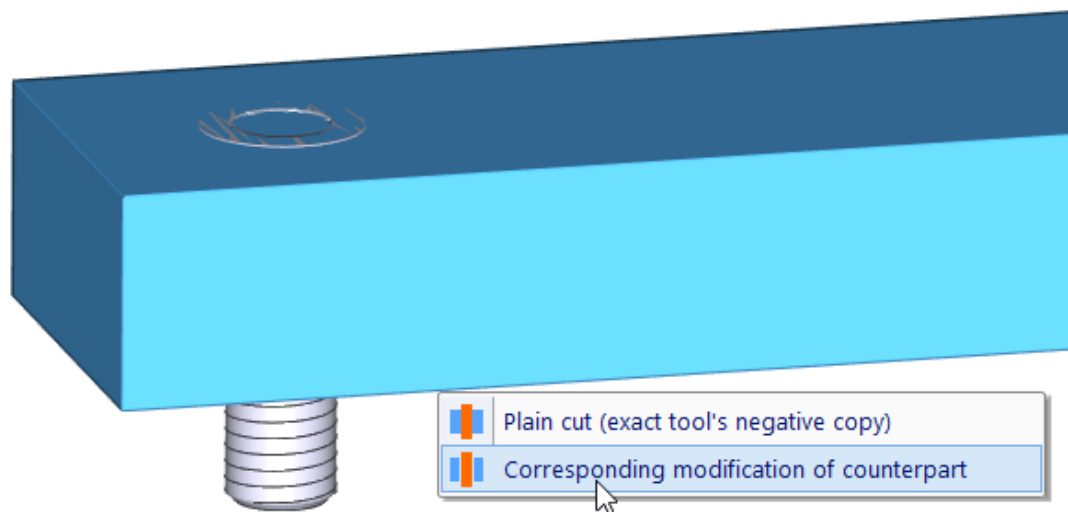 Plain cut (exact tool's negative copy)
Corresponding modification of counterpart